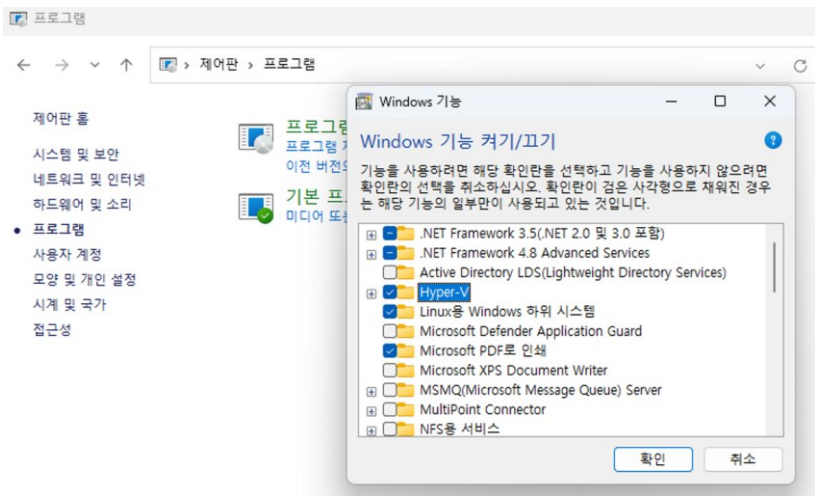 프로그램
제어판 > 프로그램
제어판 홈
시스템 및 보안
네트워크 및 인터넷
하드웨어 및 소리
프로그램
사용자 계정
모양 및 개인 설정
시계 및 국가
접근성
프로그램
이전
기본
미디어
Windows 기능
Windows 기능 켜기/끄기
기능을 사용하려면 해당 확인란을 선택하고 기능을 사용하지 않으려면
확인란의 선택을 취소하십시오. 확인란이 검은 사각형으로 채워진 경우
는 해당 기능의 일부만이 사용되고 있는 것입니다.
.NET Framework 3.5(.NET 2.0 및 3.0 포함)
.NET Framework 4.8 Advanced Services
Active Directory LDS(Lightweight Directory Services)
Hyper-V
Linux용 Windows 하위 시스템
Microsoft Defender Application Guard
Microsoft PDF로 인쇄
Microsoft XPS Document Writer
MSMQ(Microsoft Message Queue) Server
MultiPoint Connector
NFS용 서비스
확인
취소